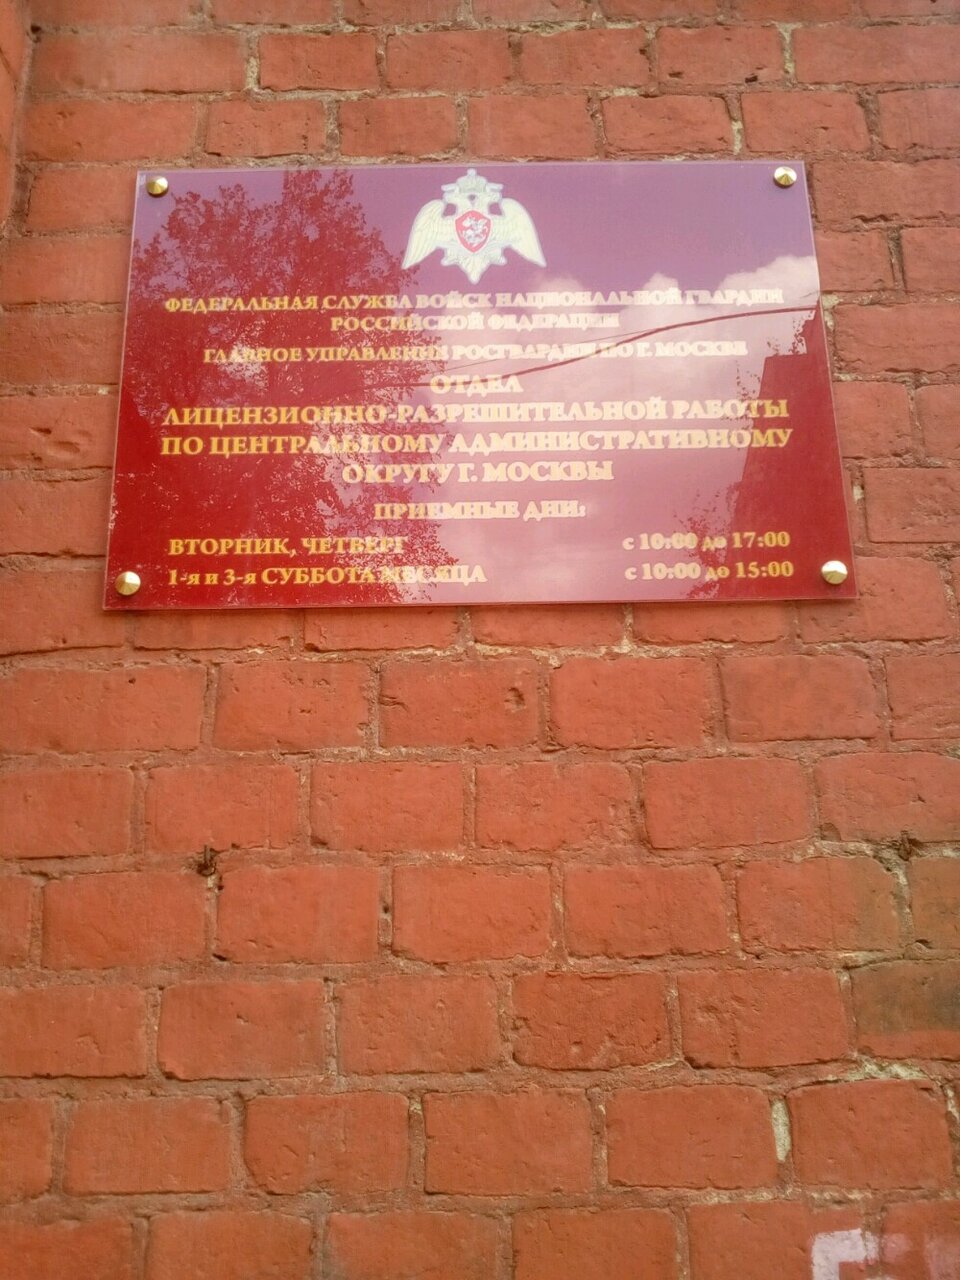 ФЕДЕРАЛЬНАЯ СЛУЖБА ВОЙСК НАЦИОНАЛЬНОЙ ГВАРДИИ
РОССИЙСКОЙ ФЕДЕРАЦИИ
ГЛАВНОЕ УПРАВЛЕНИЕ РОСГВАРДИИ ПО Г. МОСКВЕ
ОТДЕЛ
ЛИЦЕНЗИОННО-РАЗРЕШИТЕЛЬНОЙ РАБОТЫ
ПО ЦЕНТРАЛЬНОМУ АДМИНИСТРАТИВНОМУ
ОКРУГУ Г. МОСКВЫ
ПРИЕМНЫЕ ДНИ:
ВТОРНИК, ЧЕТВЕРГ с 10:00 до 17:00
1-я и 3-я СУББОТА МЕСЯЦА с 10:00 до 15:00